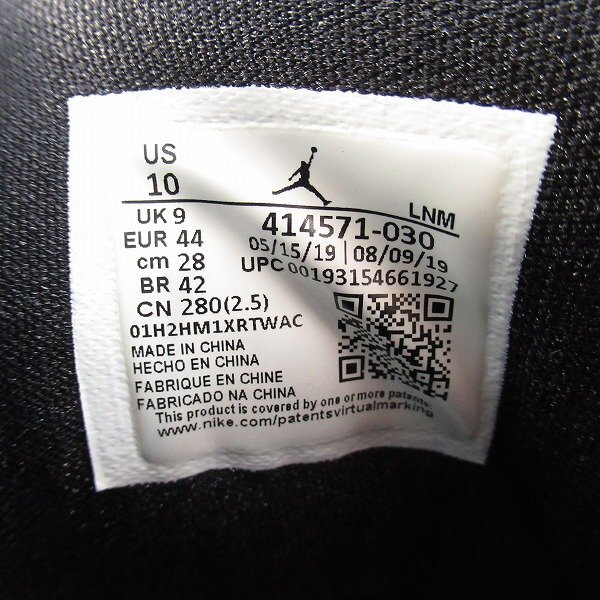 US
10
LNM
UK 9
414571-030
EUR 44
05/15/19 | 08/09/19
cm 28
UPC 00193154661927
BR 42
CN 280(2.5)
01H2HM1XRTWAC
MADE IN CHINA
HECHO EN CHINA
FABRIQUE EN CHINE
FABRICADO NA CHINA
This product is covered by one or more patents.
www.nike.com/patentsvirtualmarking